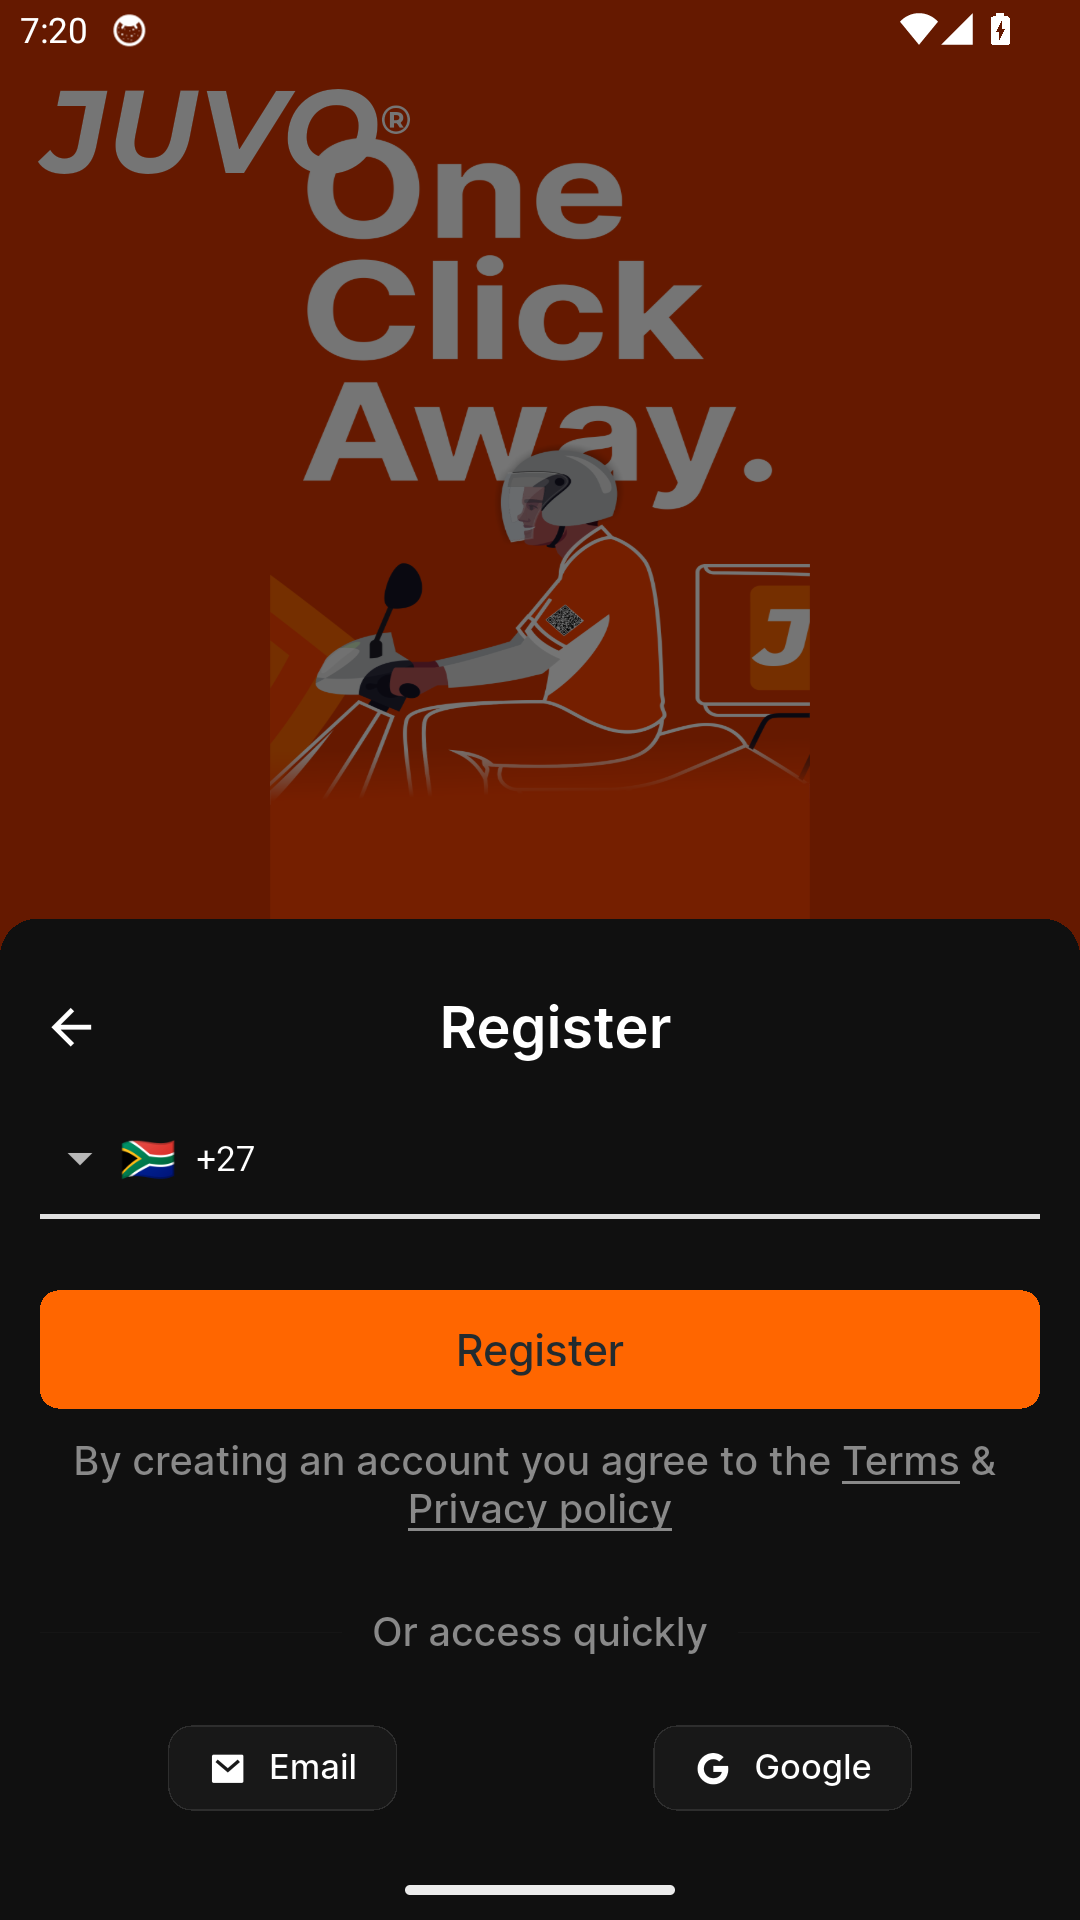 7:20
JUVO®
One
Click
Away.
J
Register
+27
Register
By creating an account you agree to the Terms &
Privacy policy
Or access quickly
Email
Google